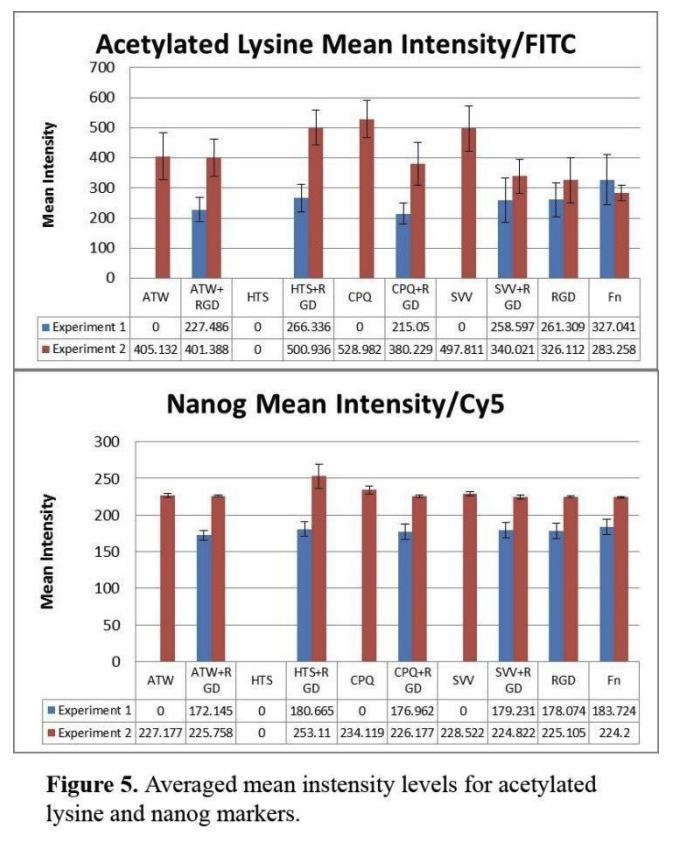 Acetylated Lysine Mean Intensity/FITC
Mean Intensity
700
600
500
400
300
200
100
0
ATW ATW+ RGD HTS HTS+R GD CPQ CPQ+R GD SVV SVV+R GD RGD Fn
Experiment 1 0 227.486 0 266.336 0 215.05 0 258.597 261.309 327.041
Experiment 2 405.132 401.388 0 500.936 528.982 380.229 497.811 340.021 326.112 283.258
Nanog Mean Intensity/Cy5
Mean Intensity
300
250
200
150
100
50
0
ATW ATW+R GD HTS HTS+R GD CPQ CPQ+R GD SVV SVV+R GD RGD Fn
Experiment 1 0 172.145 0 180.665 0 176.962 0 179.231 178.074 183.724
Experiment 2 227.177 225.758 0 253.11 234.119 226.177 228.522 224.822 225.105 224.2
Figure 5. Averaged mean instensity levels for acetylated
lysine and nanog markers.